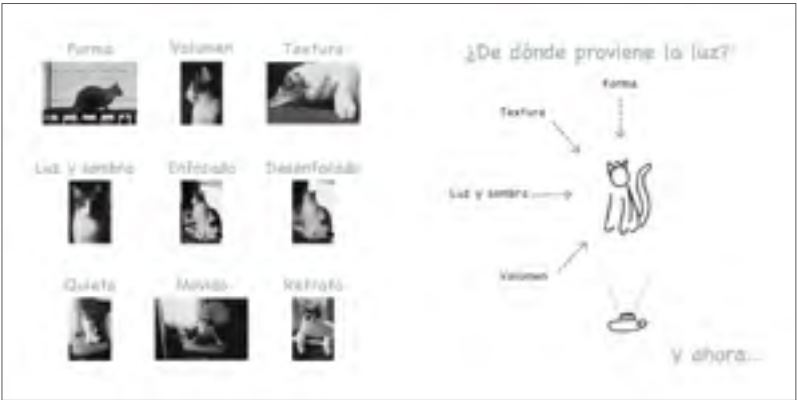 Forma Volumen Textura
Luz y sombra Enfocado Desenfocado
Quieto Movido Retrato
¿De dónde proviene la luz?
Forma
Textura
Luz y sombra
Volumen
y ahora...